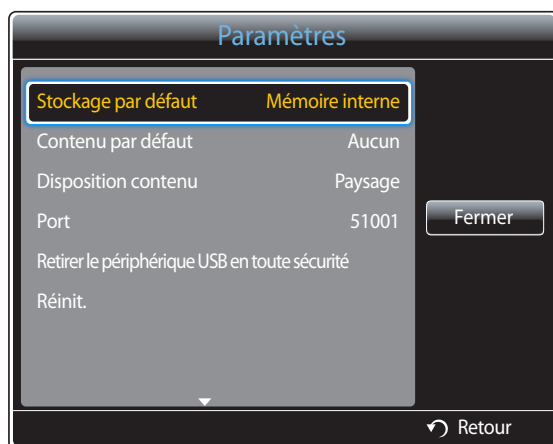 Paramètres
Stockage par défaut Mémoire interne
Contenu par défaut Aucun
Disposition contenu Paysage
Port 51001
Fermer
Retirer le périphérique USB en toute sécurité
Réinit.
Retour